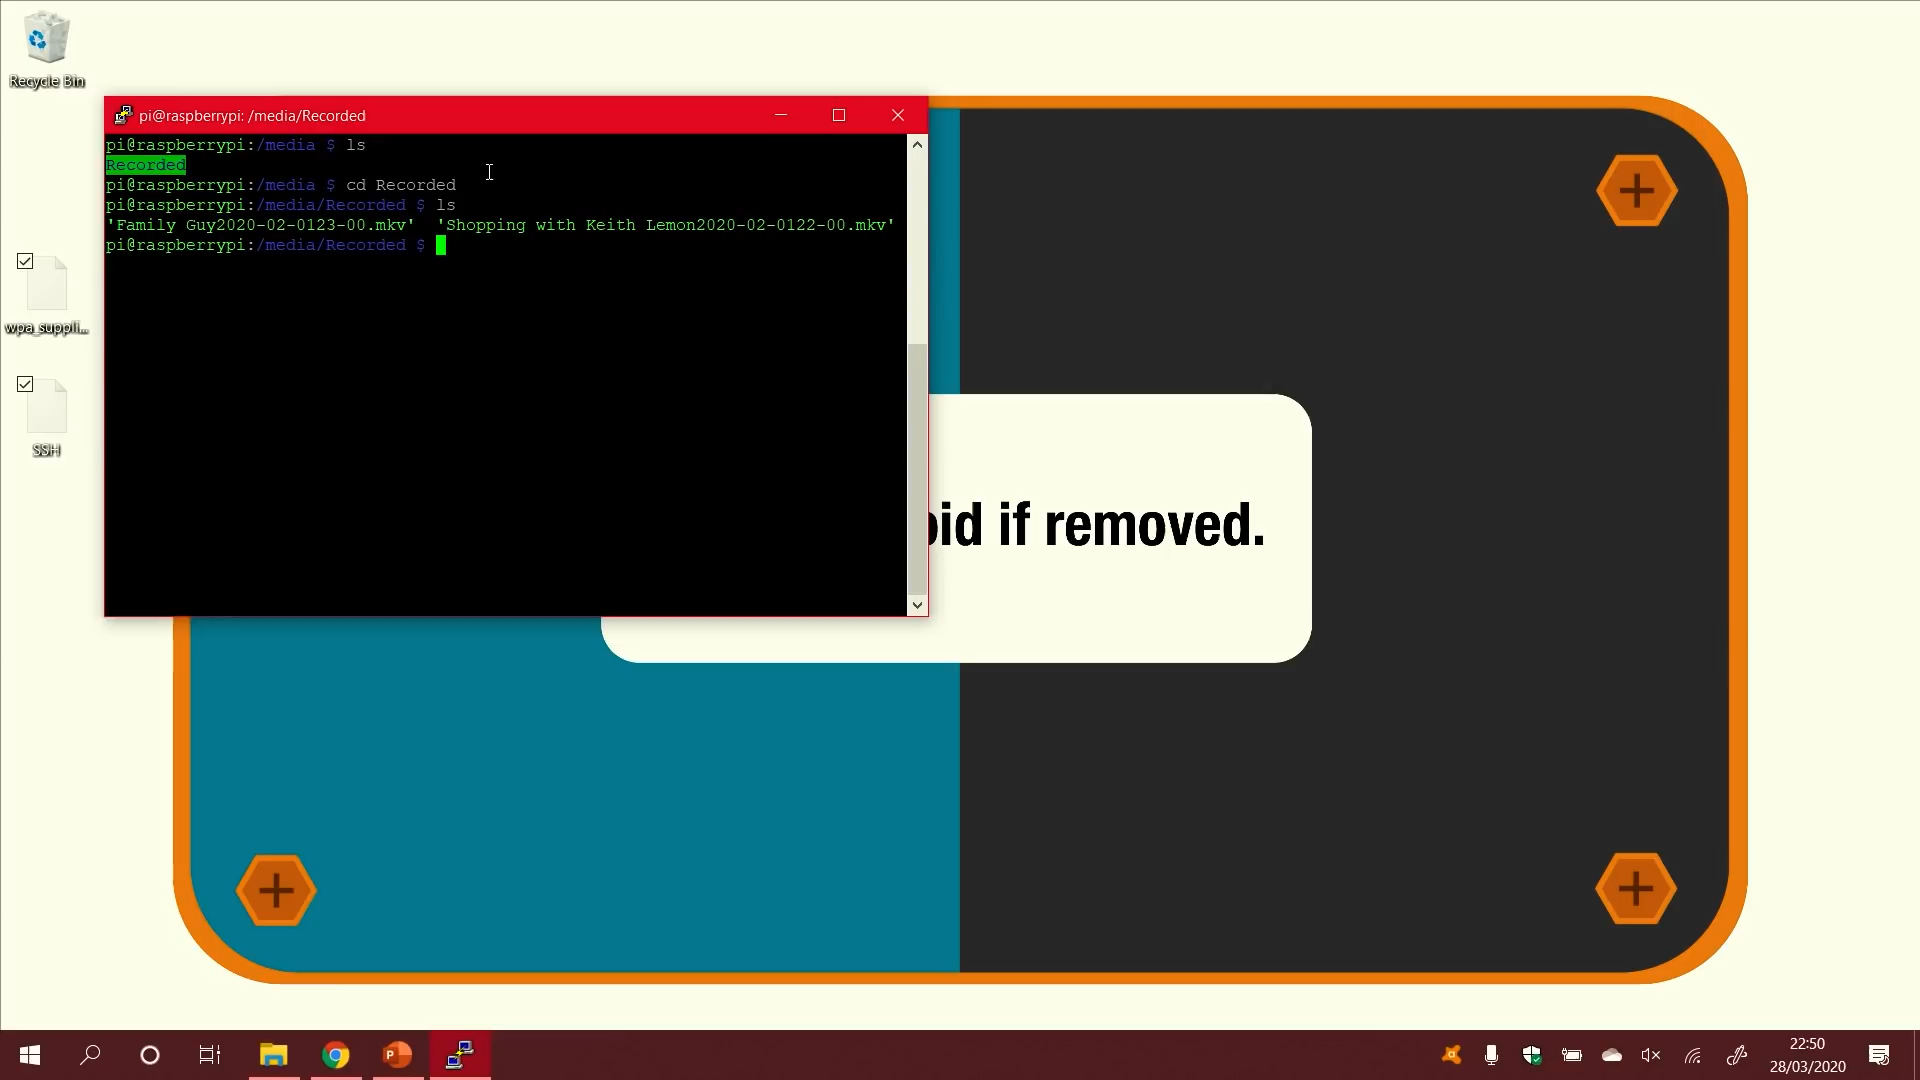 Recycle Bin
pi@raspberrypi: /media/Recorded
pi@raspberrypi:/media $ ls
Recorded
pi@raspberrypi:/media $ cd Recorded
pi@raspberrypi:/media/Recorded $ ls
'Family Guy2020-02-0123-00.mkv'  'Shopping with Keith Lemon2020-02-0122-00.mkv'
pi@raspberrypi:/media/Recorded $
wpa_suppli...
SSH
if removed.
22:50
28/03/2020